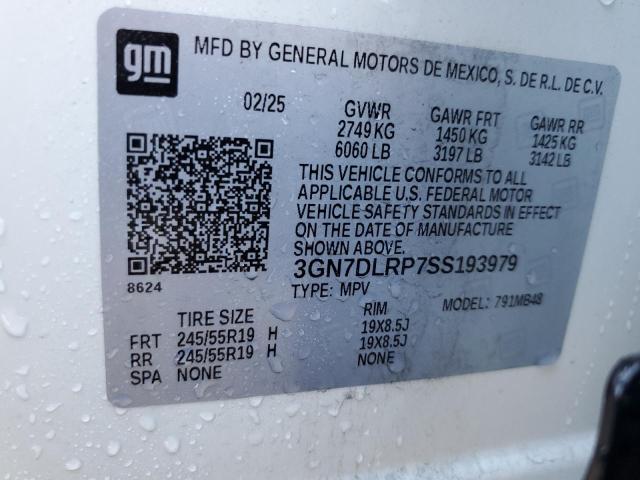 gm
MFD BY GENERAL MOTORS DE MEXICO, S. DE R.L. DE C.V.
02/25 GVWR GAWR FRT GAWR RR
2749 KG 1450 KG 1425 KG
6060 LB 3197 LB 3142 LB
THIS VEHICLE CONFORMS TO ALL
APPLICABLE U.S. FEDERAL MOTOR
VEHICLE SAFETY STANDARDS IN EFFECT
ON THE DATE OF MANUFACTURE
SHOWN ABOVE.
3GN7DLRP7SS193979
8624
TYPE: MPV MODEL: 791MB48
TIRE SIZE RIM
FRT 245/55R19 H 19X8.5J
RR 245/55R19 H 19X8.5J
SPA NONE NONE